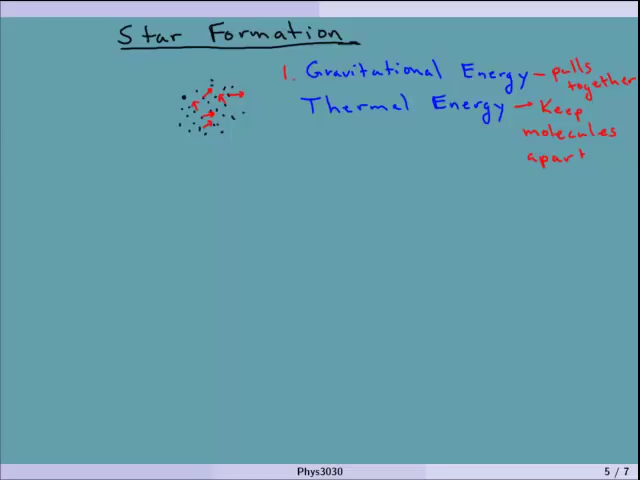 Star Formation
1. Gravitational Energy – pulls together
Thermal Energy → Keep molecules apart
Phys3030
5 / 7